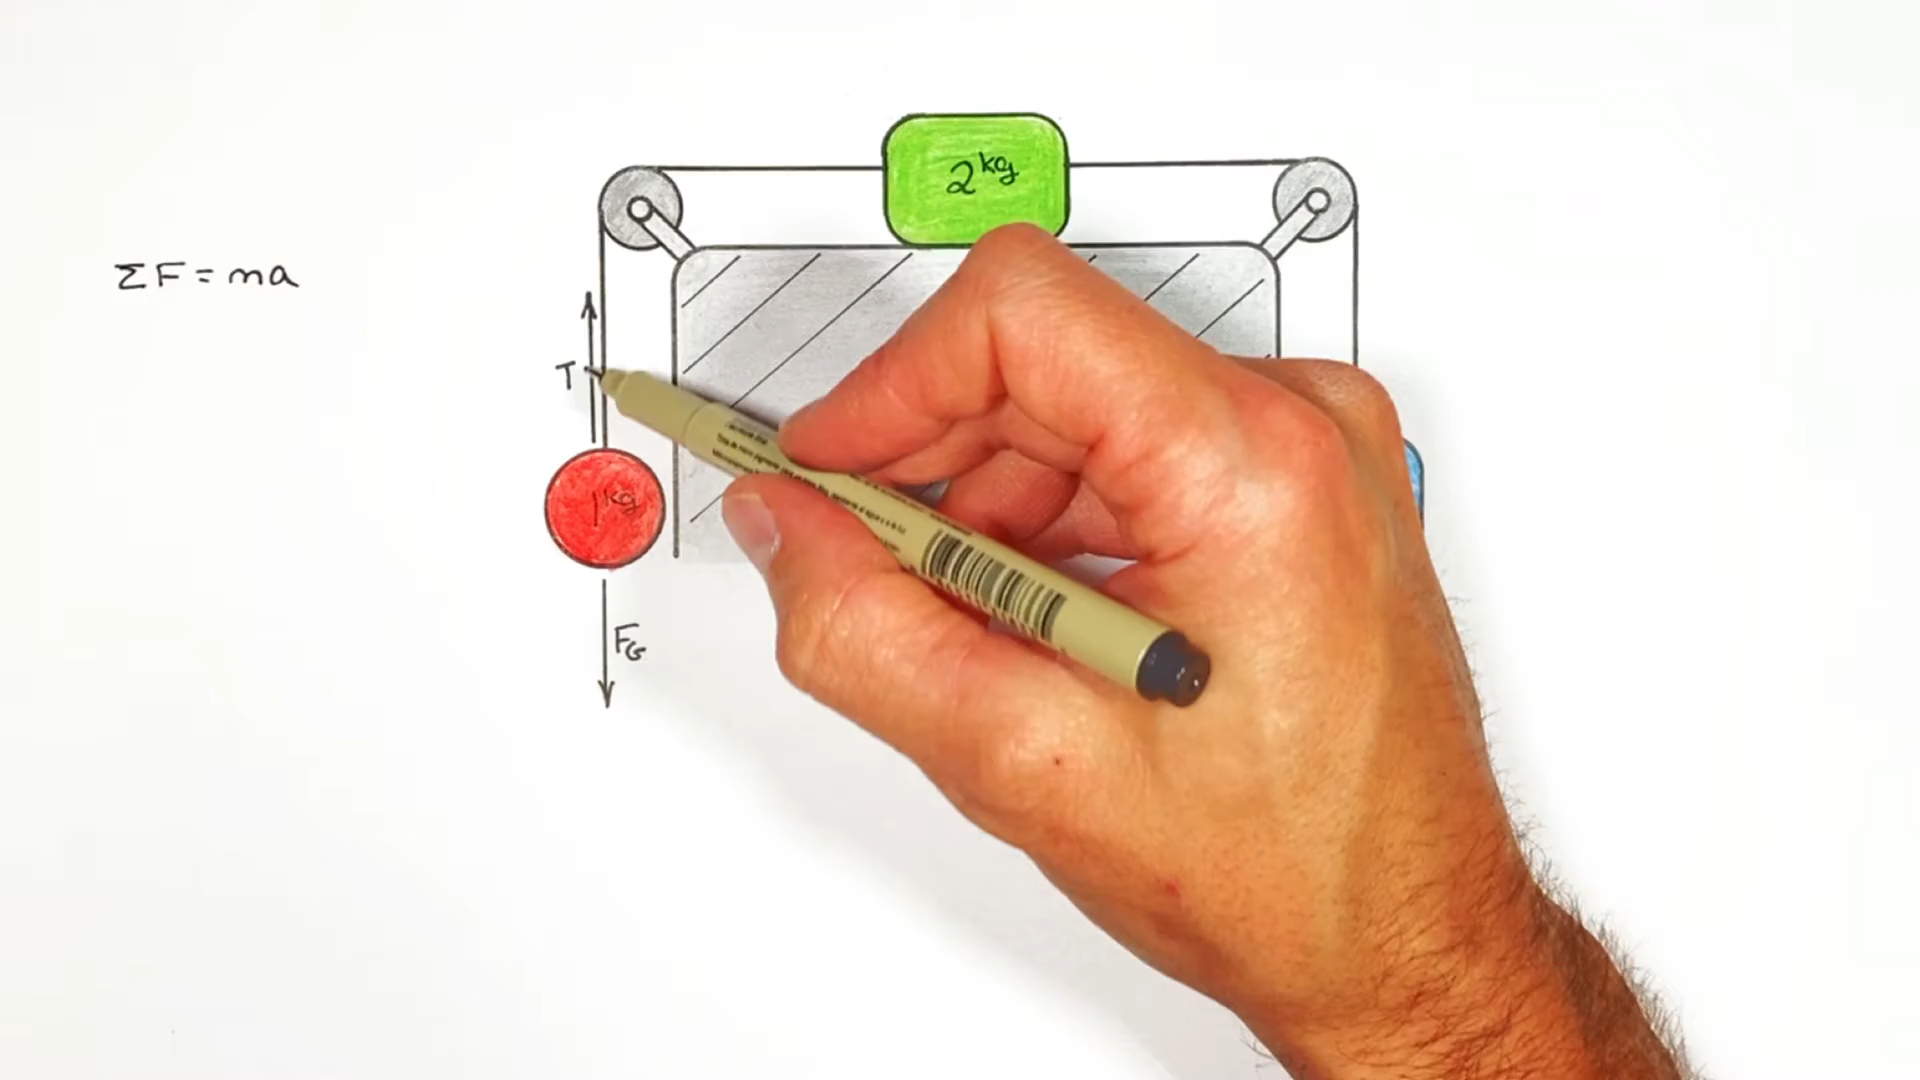 2kg
ΣF = ma
T
1kg
FG